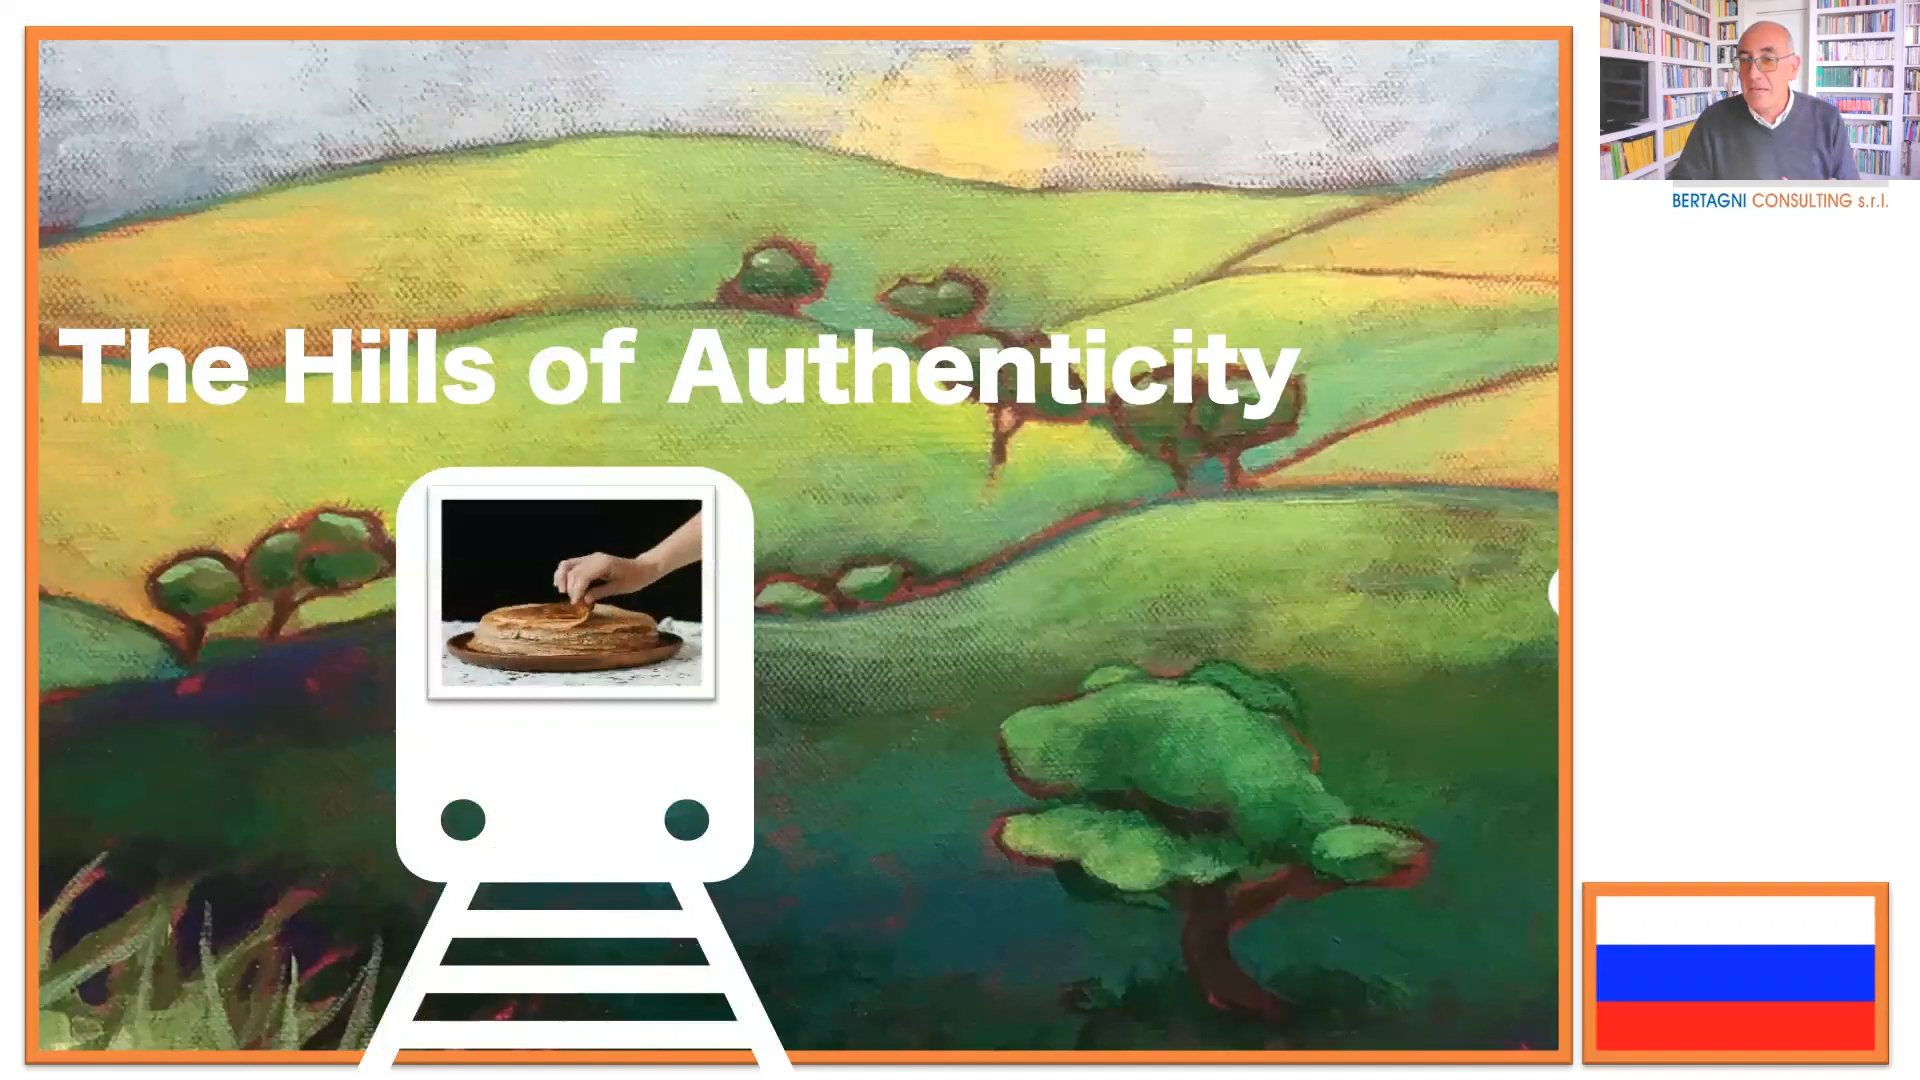 The Hills of Authenticity
BERTAGNI CONSULTING s.r.l.